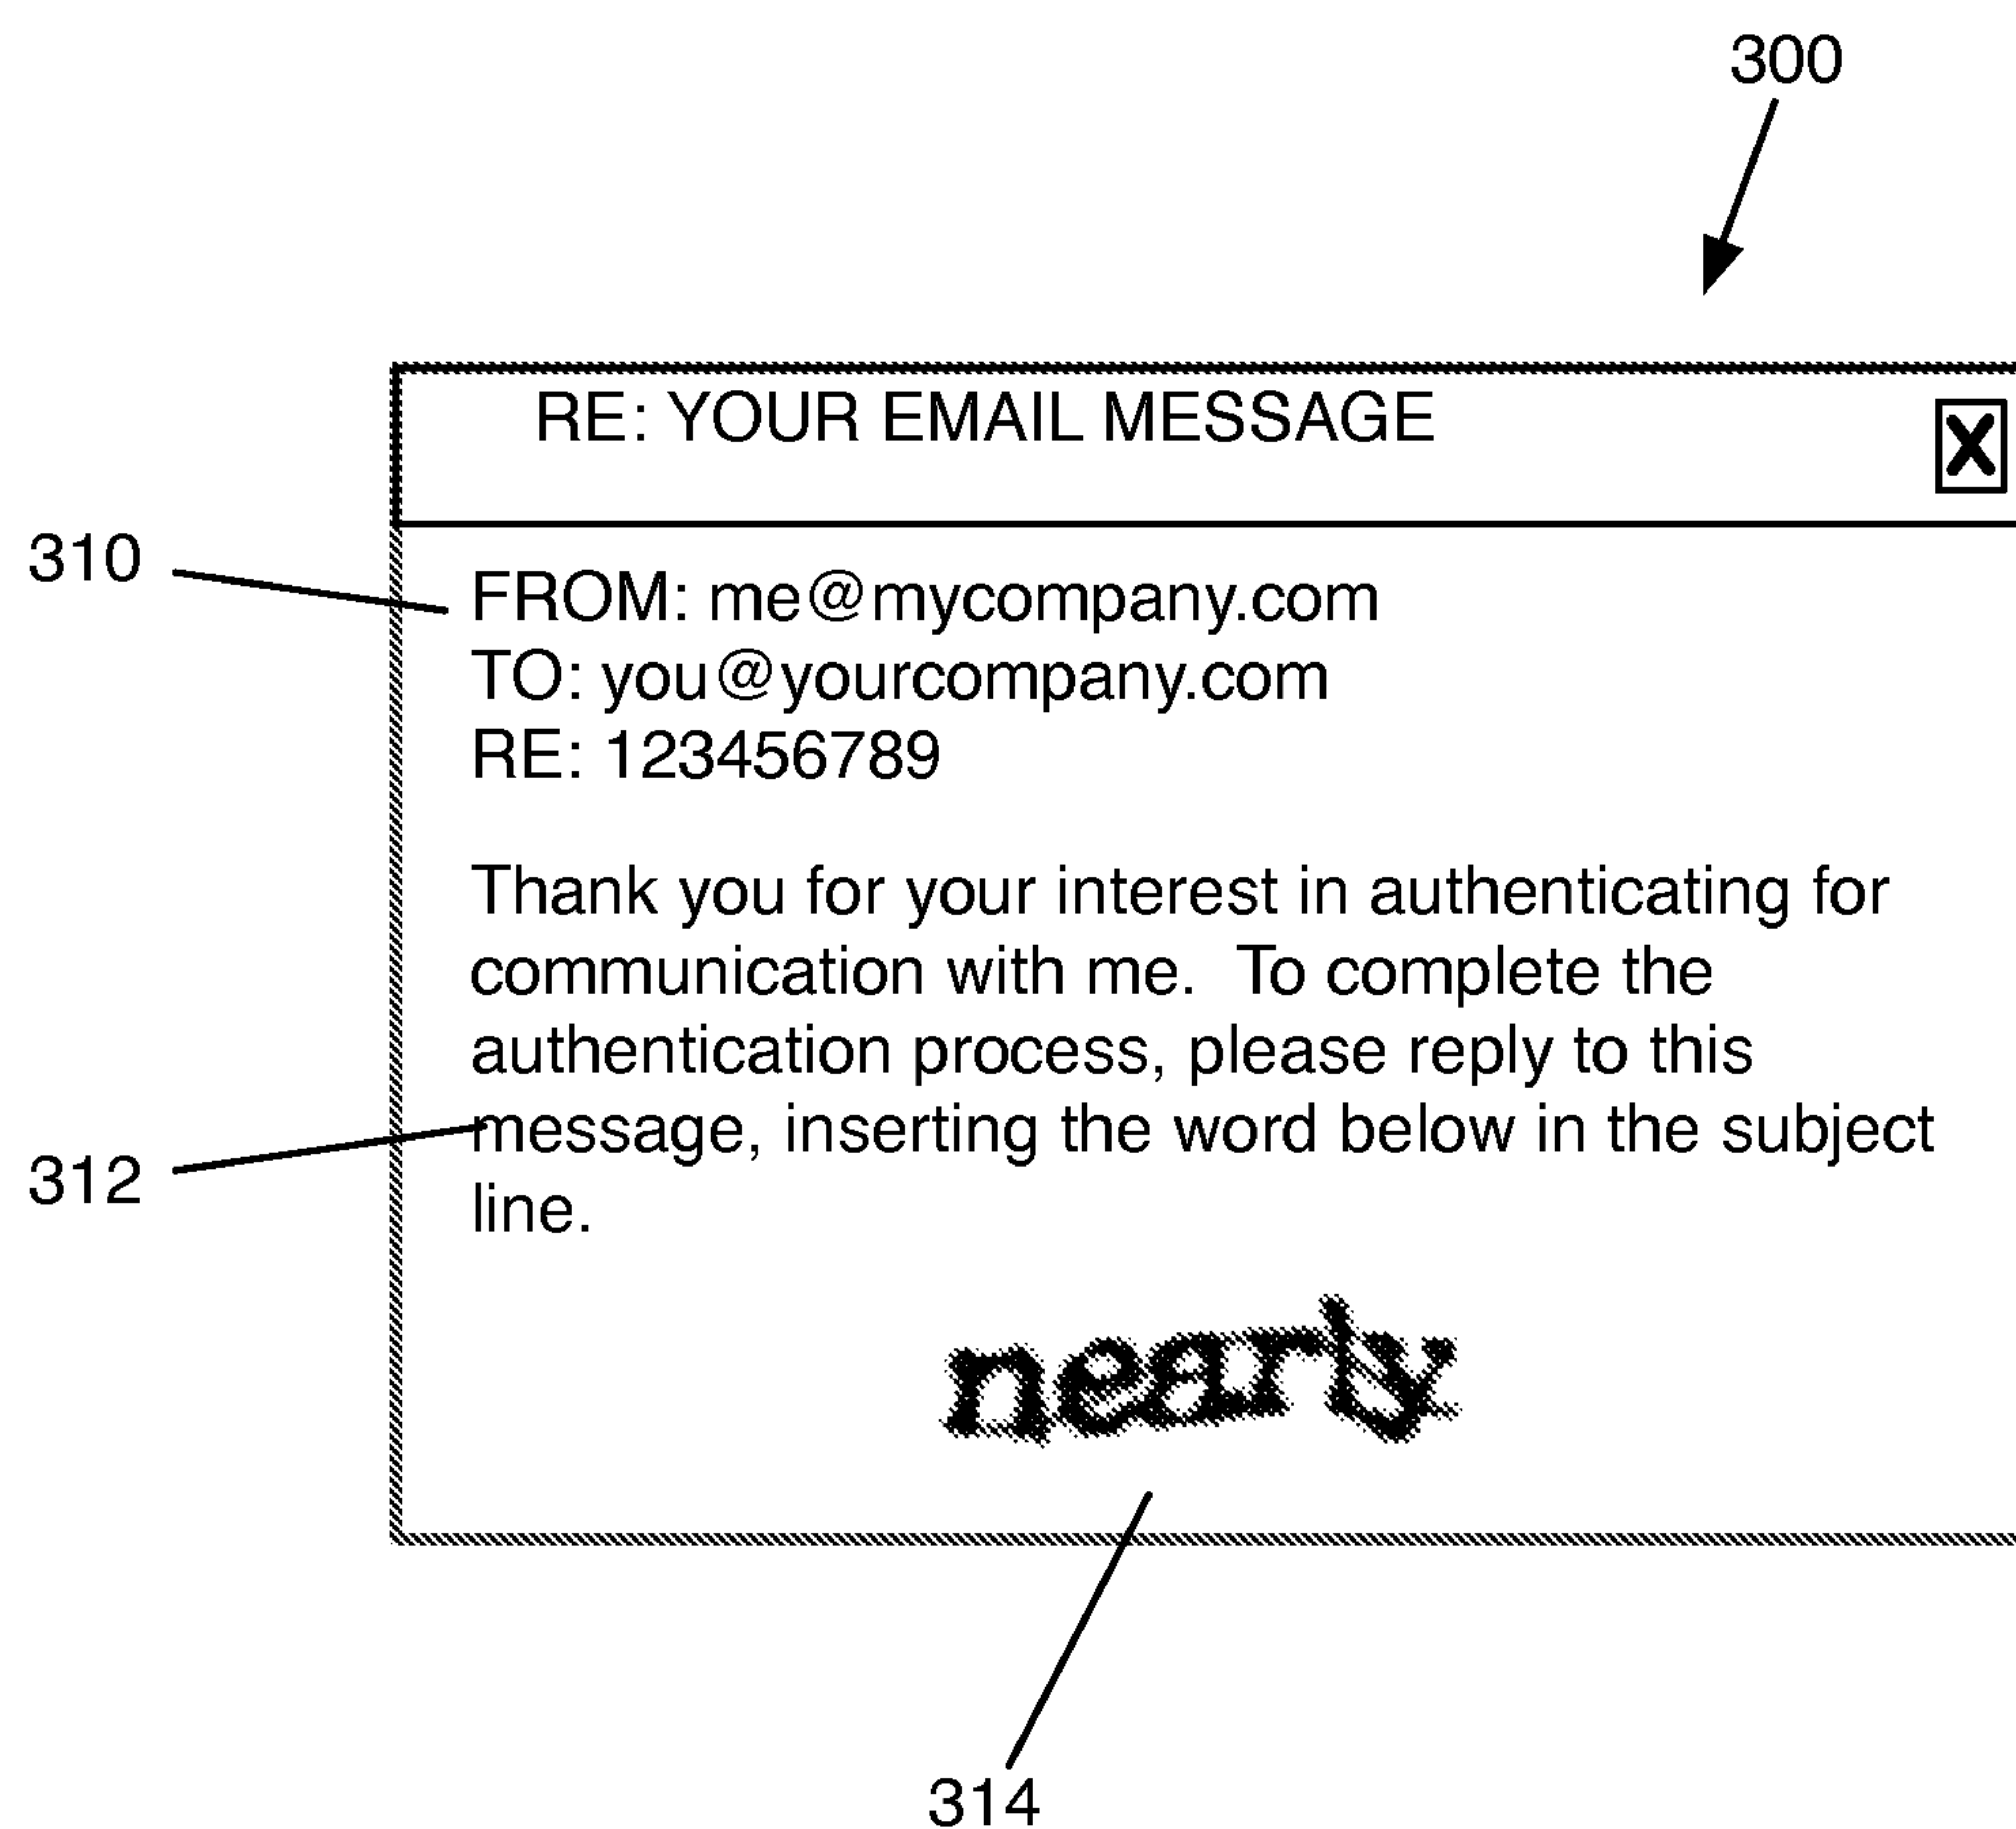 300
RE: YOUR EMAIL MESSAGE
X
310
FROM: me@mycompany.com
TO: you@yourcompany.com
RE: 123456789
Thank you for your interest in authenticating for
communication with me.  To complete the
authentication process, please reply to this
message, inserting the word below in the subject
312
line.
nearly
314